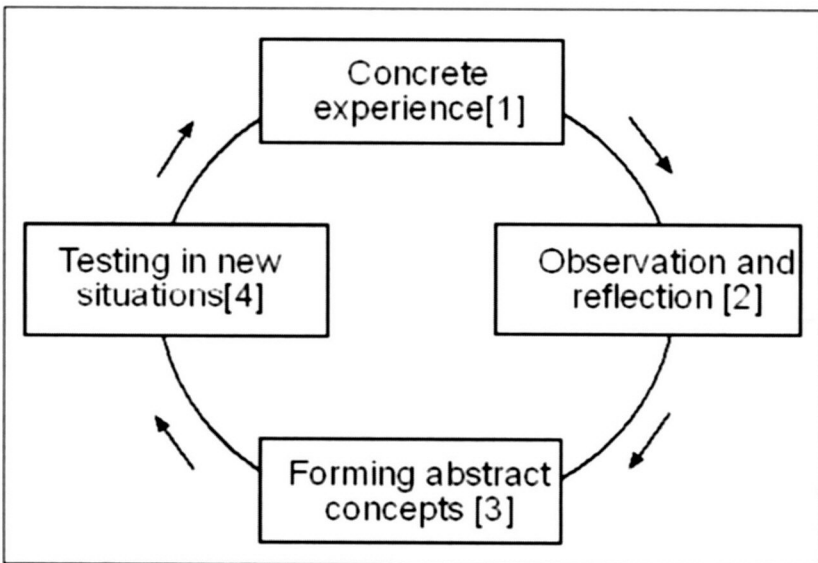 Concrete
experience[1]
Observation and
reflection [2]
Forming abstract
concepts [3]
Testing in new
situations[4]